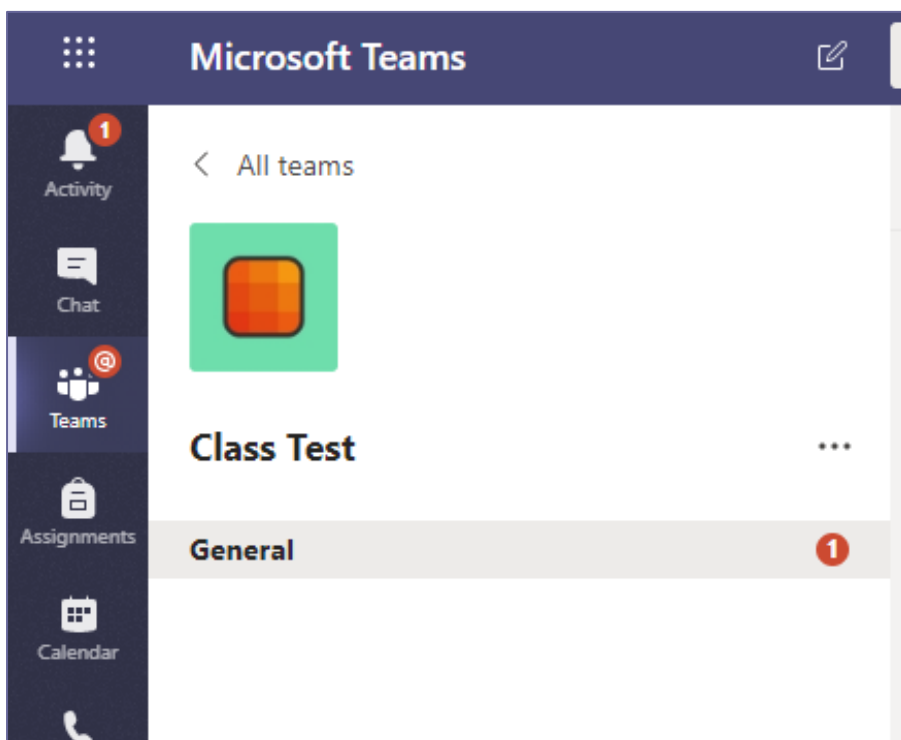 Microsoft Teams
1
Activity
Chat
@
Teams
Assignments
Calendar
All teams
Class Test
General 1